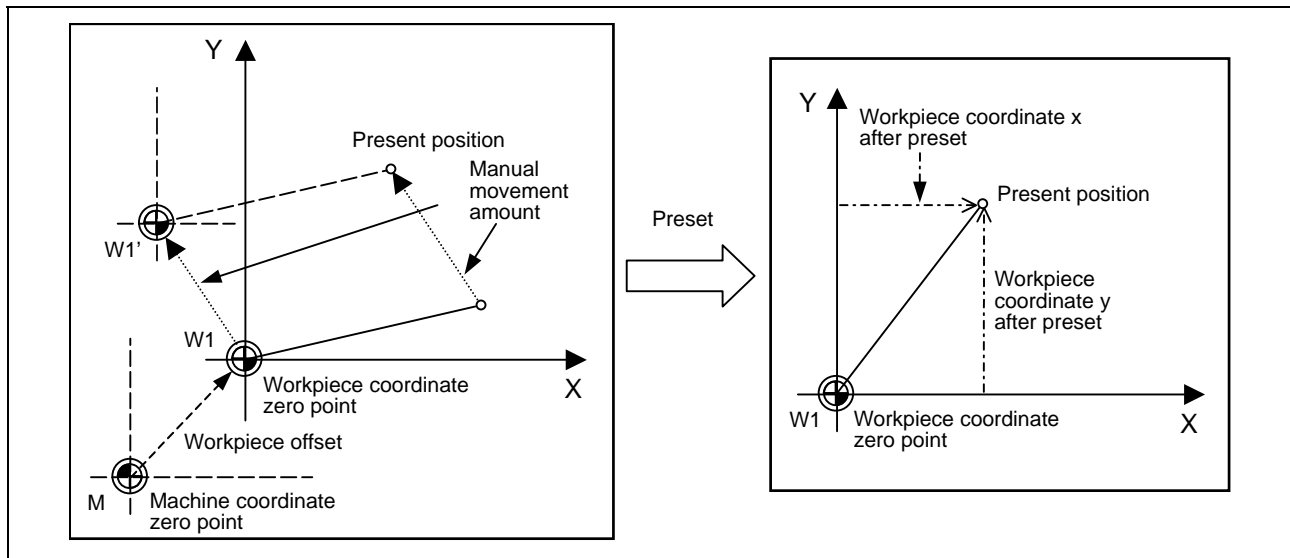 Y
Present position
Manual
movement
amount
W1’
W1
X
Workpiece coordinate
zero point
Workpiece offset
M
Machine coordinate
zero point
Preset
Y
Workpiece coordinate x
after preset
Present position
Workpiece
coordinate y
after preset
W1
Workpiece coordinate
zero point
X